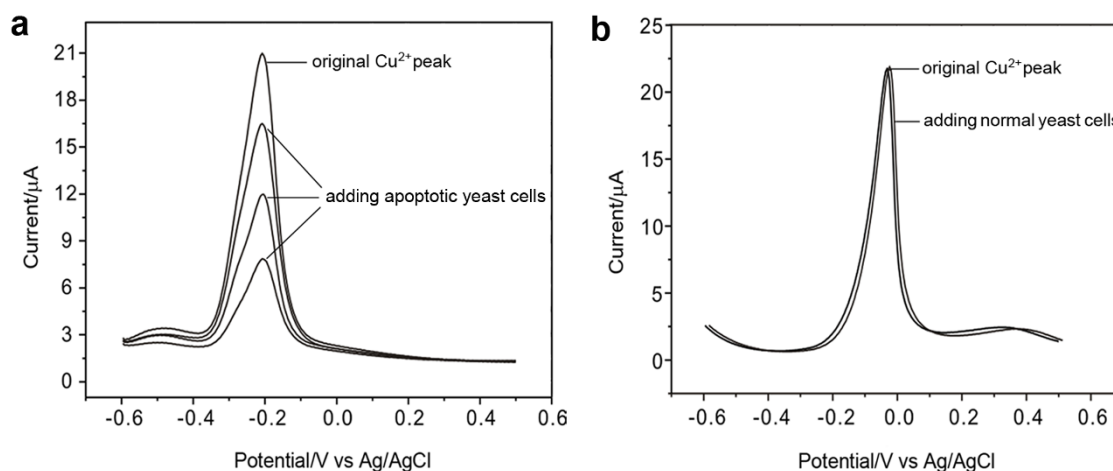 a
21
18
15
12
9
6
3
0
Current/µA
original Cu²⁺ peak
adding apoptotic yeast cells
-0.6 -0.4 -0.2 0.0 0.2 0.4 0.6
Potential/V vs Ag/AgCl
b
25
20
15
10
5
0
Current/µA
original Cu²⁺ peak
adding normal yeast cells
-0.6 -0.4 -0.2 0.0 0.2 0.4 0.6
Potential/V vs Ag/AgCl